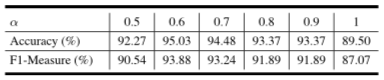 α 0.5 0.6 0.7 0.8 0.9 1
Accuracy (%) 92.27 95.03 94.48 93.37 93.37 89.50
F1-Measure (%) 90.54 93.88 93.24 91.89 91.89 87.07